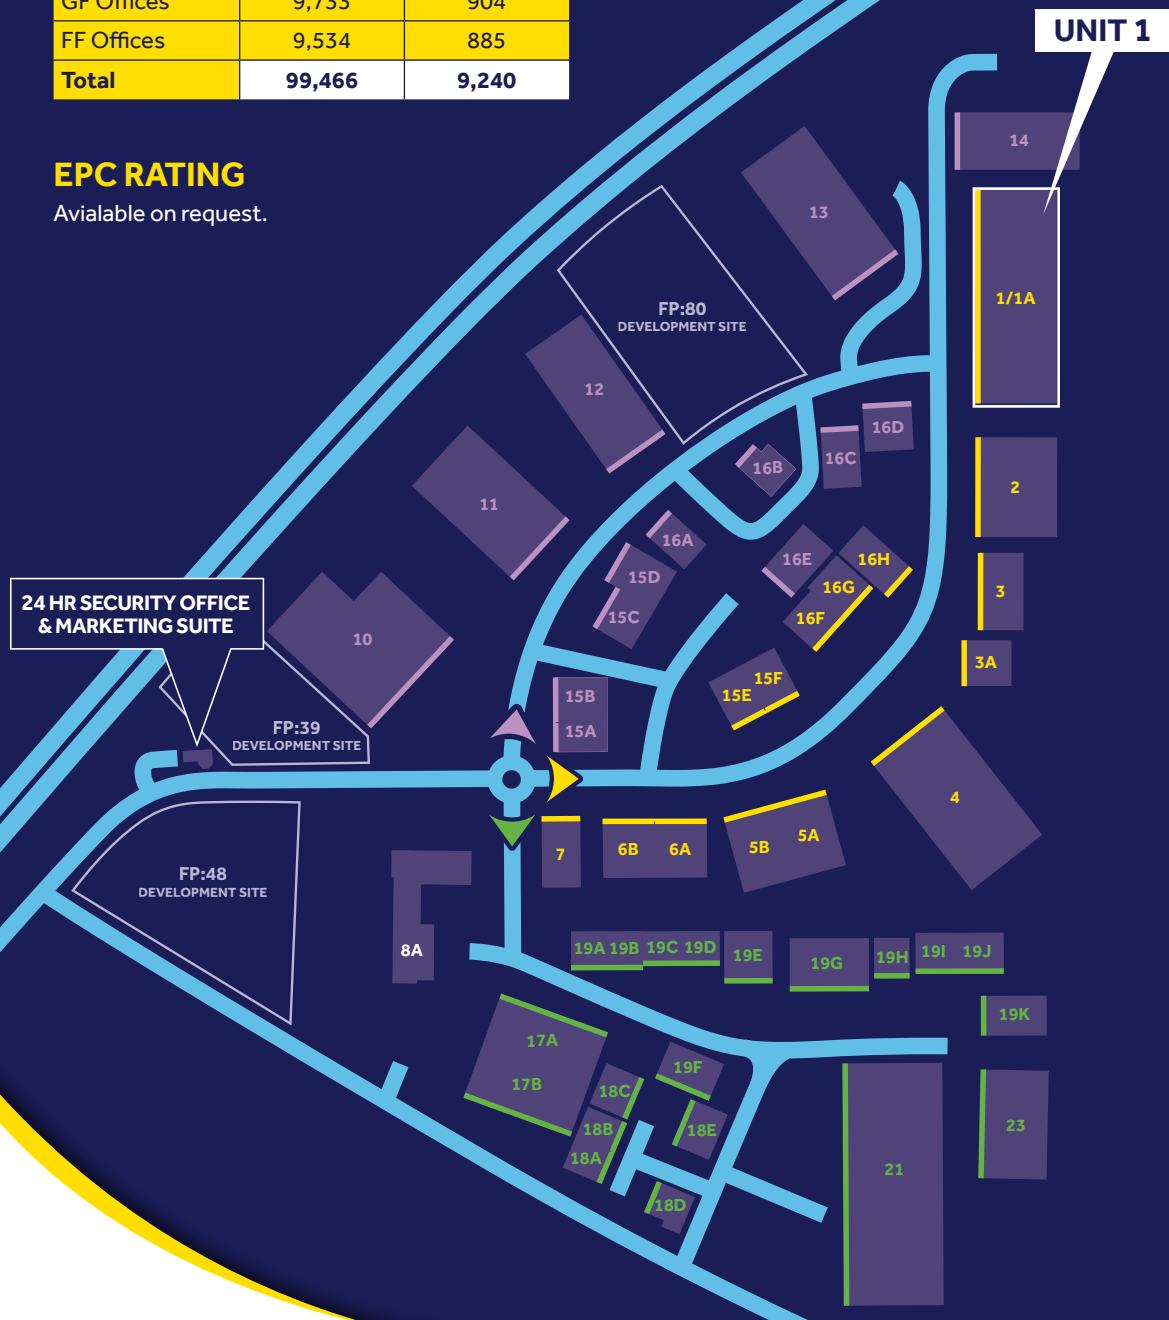 GF Offices 9,733 904
FF Offices 9,534 885
Total 99,466 9,240
EPC RATING
Avialable on request.
UNIT 1
14
13
1/1A
FP:80
DEVELOPMENT SITE
12
16D
16C
16B
2
11
16A
16E
16H
15D
16G
3
15C
16F
24 HR SECURITY OFFICE
& MARKETING SUITE
10
3A
15F
15E
15B
15A
FP:39
DEVELOPMENT SITE
4
5A
5B
7
6B
6A
FP:48
DEVELOPMENT SITE
8A
19A
19B
19C
19D
19E
19G
19H
19I
19J
19K
17A
17B
19F
18C
18B
18E
18A
18D
21
23